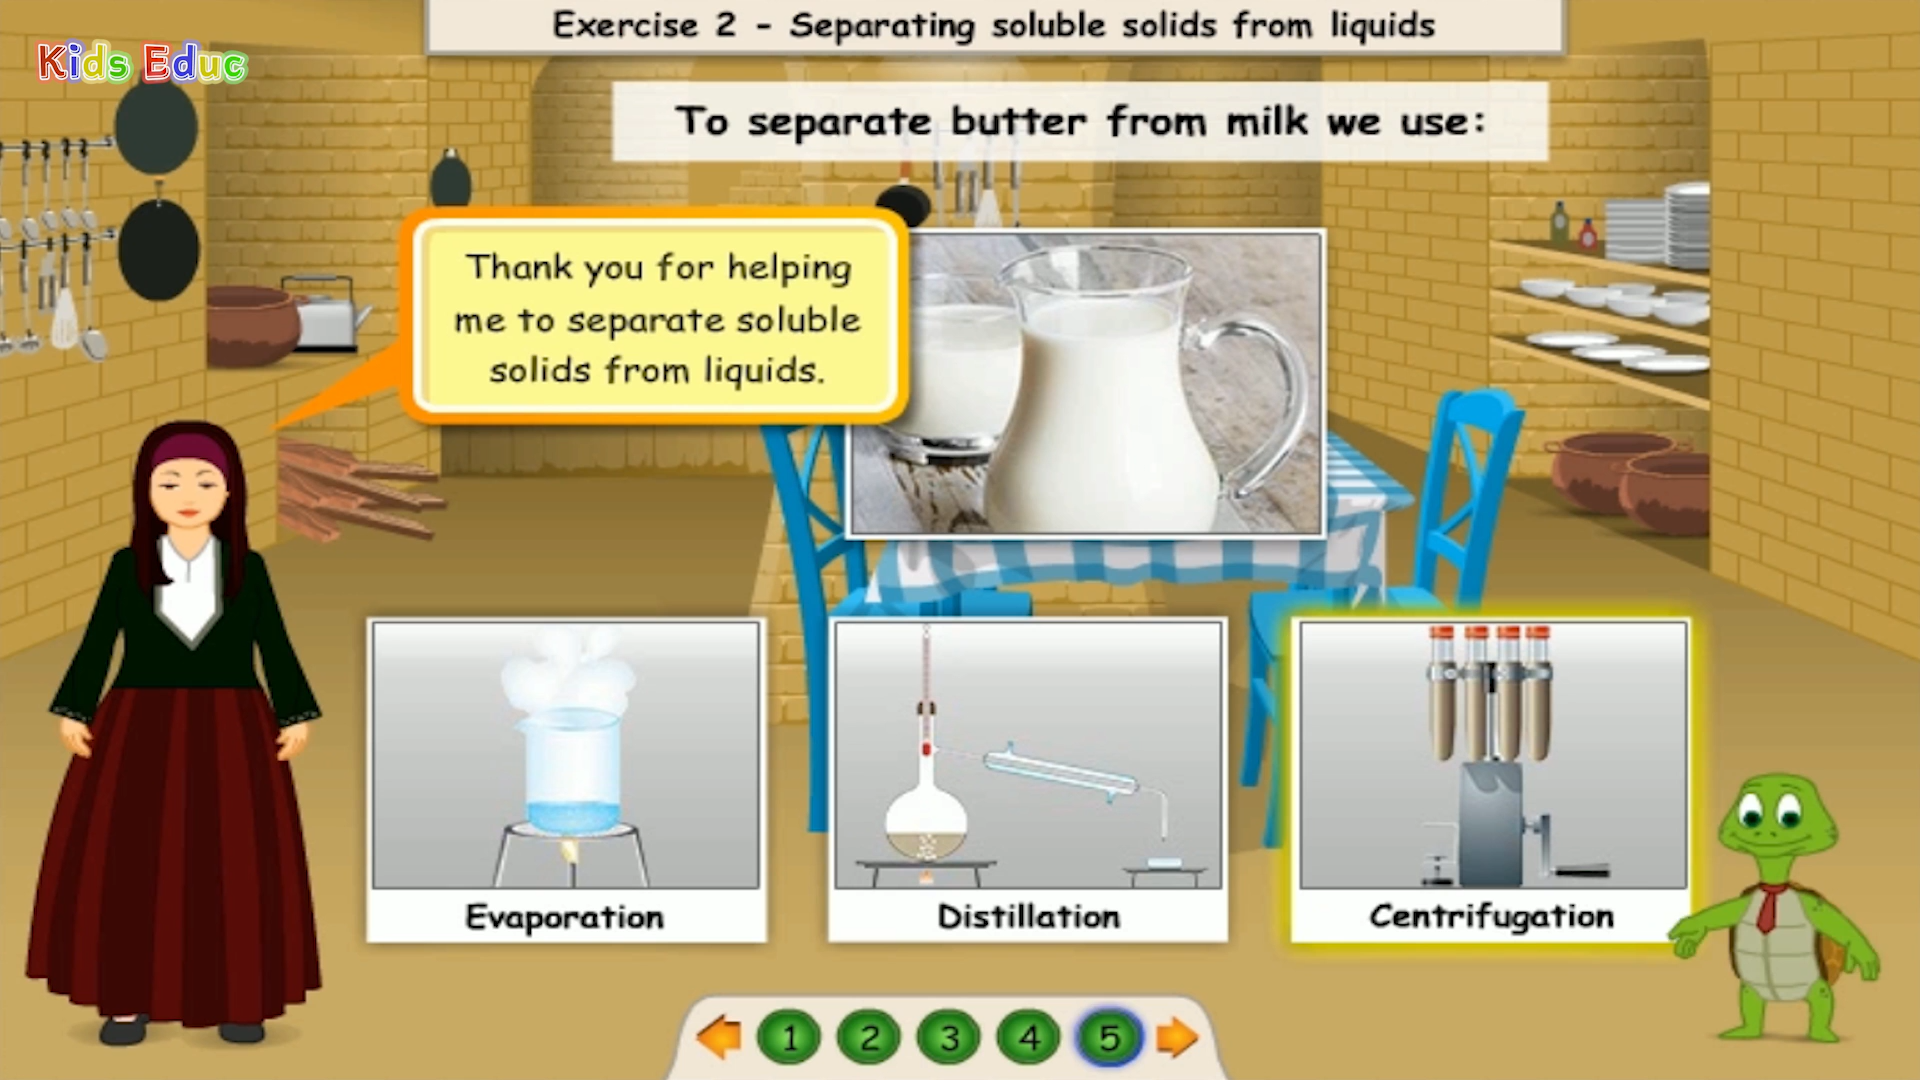 Exercise 2 - Separating soluble solids from liquids
Kids Educ
To separate butter from milk we use:
Thank you for helping
me to separate soluble
solids from liquids.
Evaporation
Distillation
Centrifugation
1 2 3 4 5